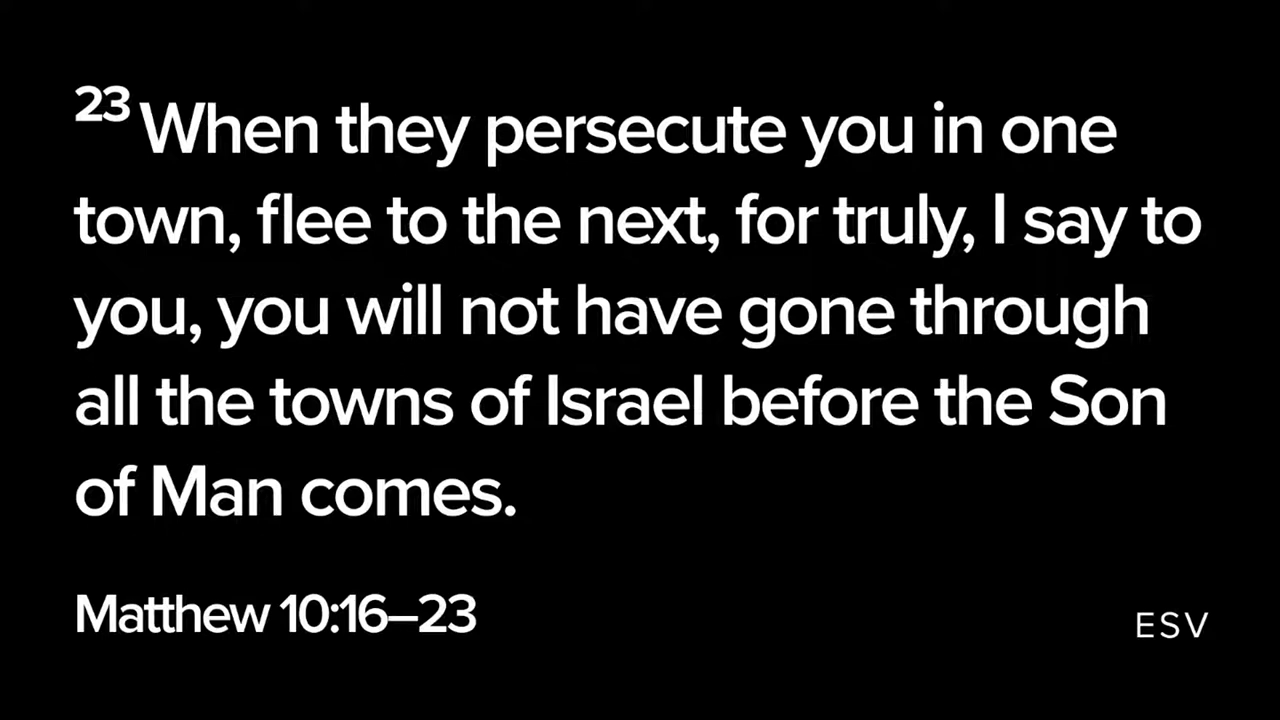 23 When they persecute you in one
town, flee to the next, for truly, I say to
you, you will not have gone through
all the towns of Israel before the Son
of Man comes.
Matthew 10:16–23
ESV